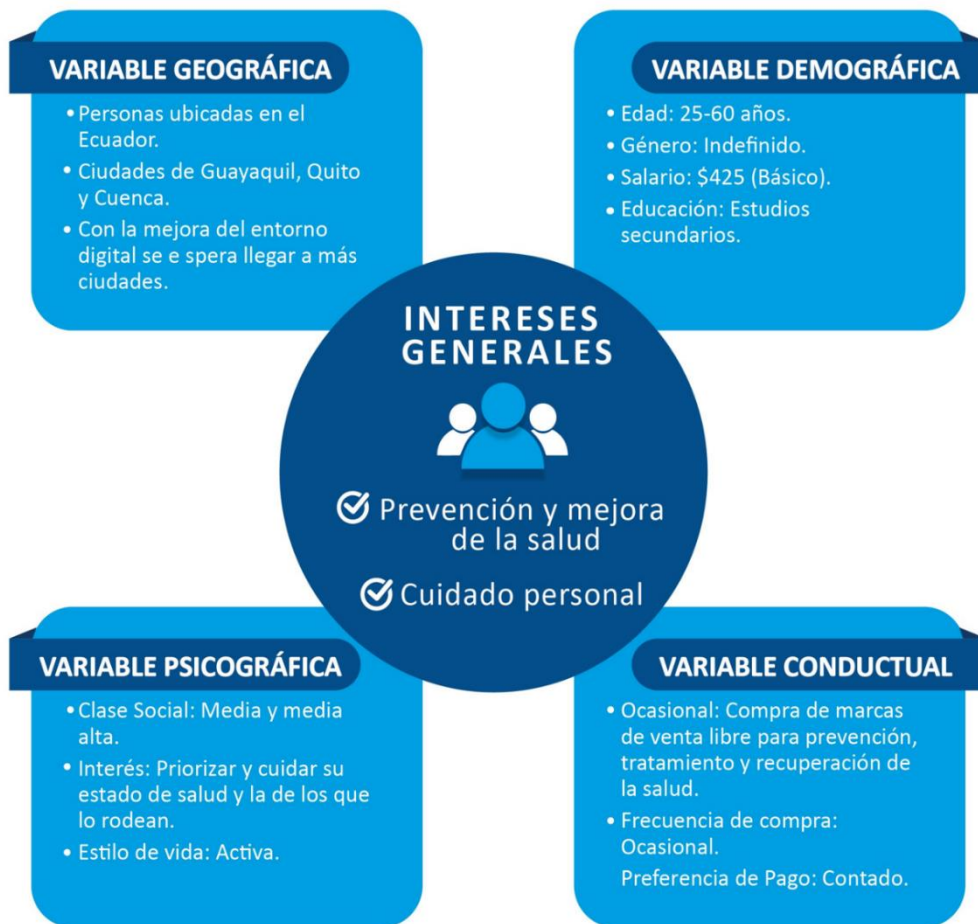 VARIABLE GEOGRÁFICA
• Personas ubicadas en el
Ecuador.
• Ciudades de Guayaquil, Quito
y Cuenca.
• Con la mejora del entorno
digital se e spera llegar a más
ciudades.
VARIABLE DEMOGRÁFICA
• Edad: 25-60 años.
• Género: Indefinido.
• Salario: $425 (Básico).
• Educación: Estudios
secundarios.
INTERESES
GENERALES
Prevención y mejora
de la salud
Cuidado personal
VARIABLE PSICOGRÁFICA
• Clase Social: Media y media
alta.
• Interés: Priorizar y cuidar su
estado de salud y la de los que
lo rodean.
• Estilo de vida: Activa.
VARIABLE CONDUCTUAL
• Ocasional: Compra de marcas
de venta libre para prevención,
tratamiento y recuperación de
la salud.
• Frecuencia de compra:
Ocasional.
Preferencia de Pago: Contado.